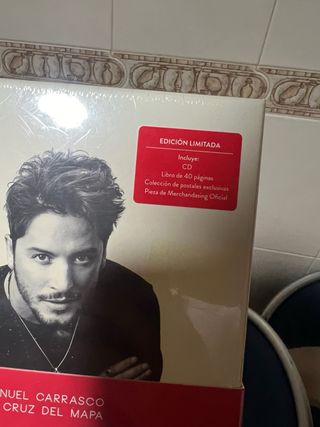 EDICIÓN LIMITADA
Incluye:
CD
Libro de 40 páginas
Colección de postales exclusivas
Pieza de Merchandising Oficial
NUEL CARRASCO
CRUZ DEL MAPA